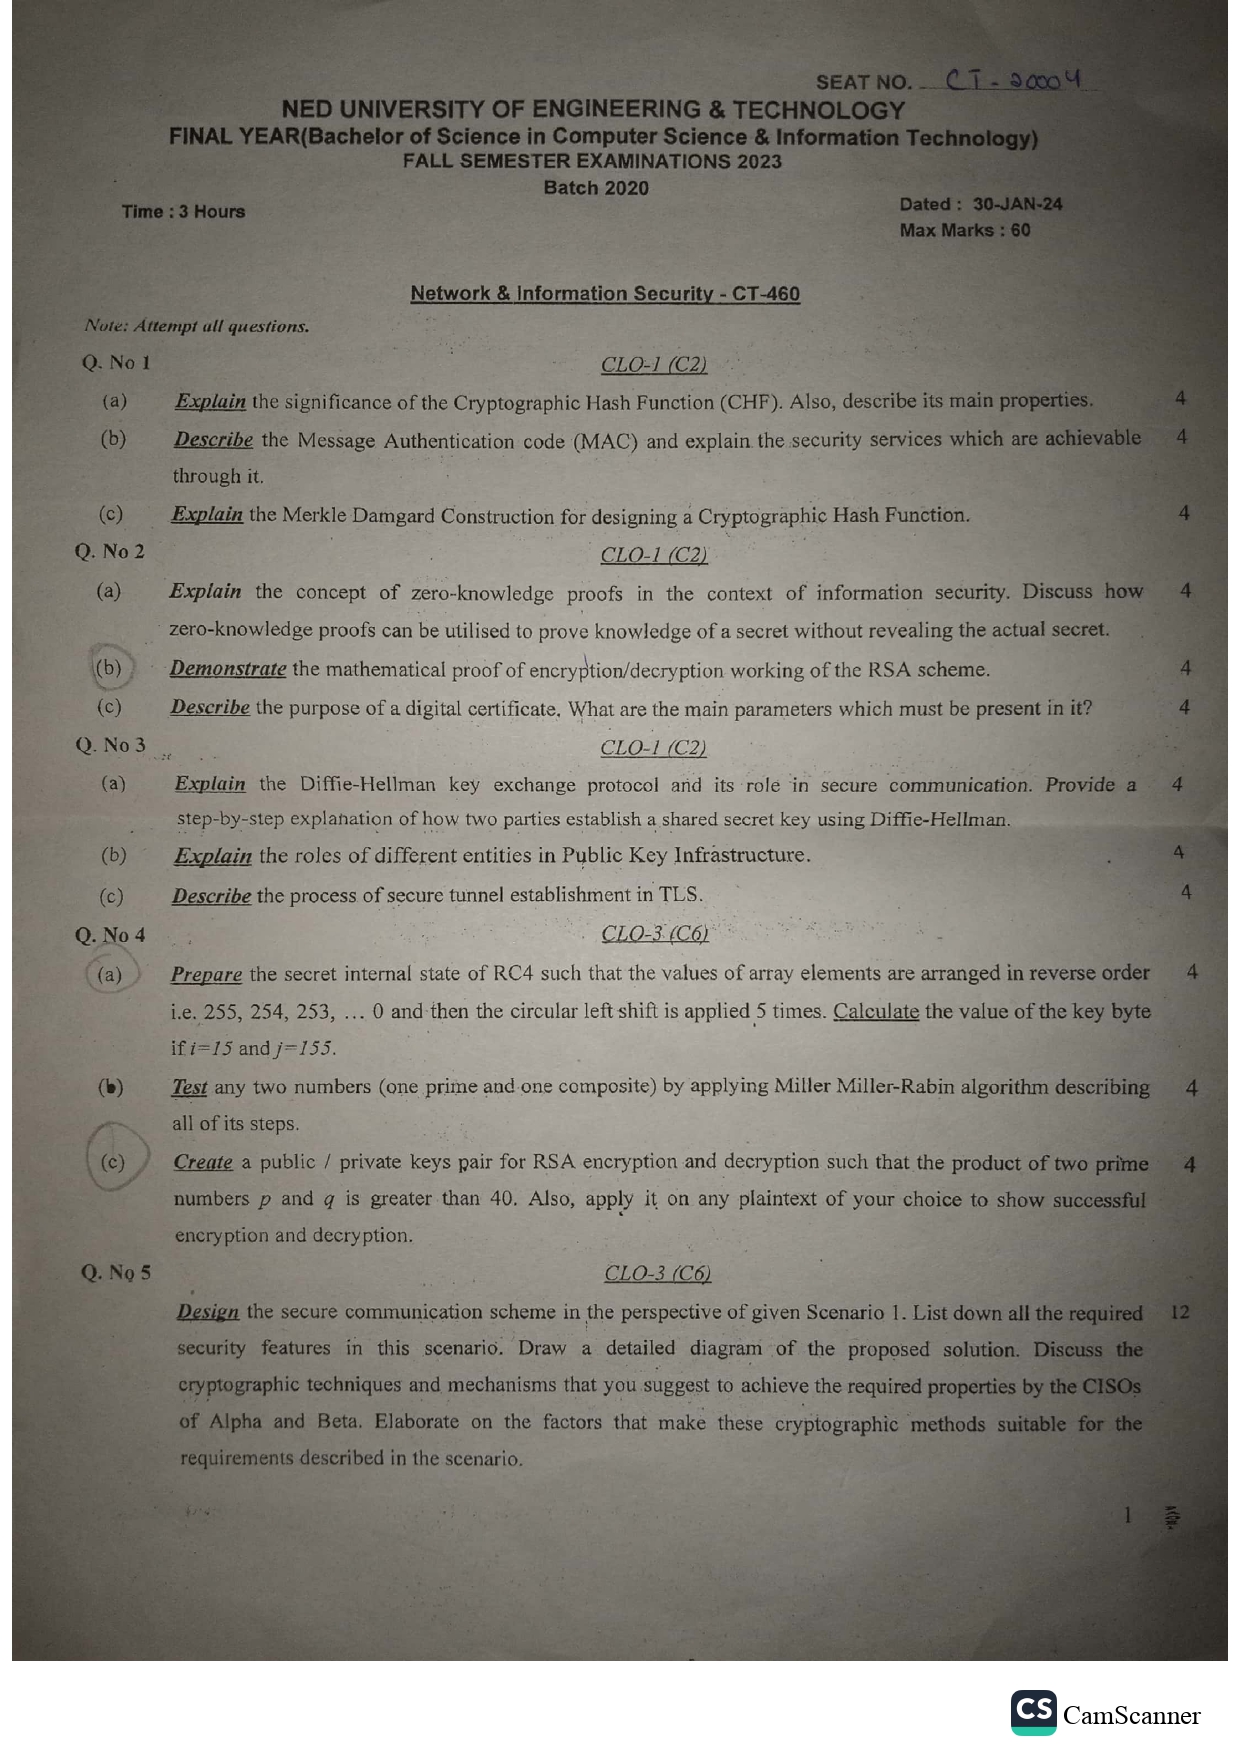 SEAT NO. CT-20004
NED UNIVERSITY OF ENGINEERING & TECHNOLOGY
FINAL YEAR(Bachelor of Science in Computer Science & Information Technology)
FALL SEMESTER EXAMINATIONS 2023
Batch 2020
Time : 3 Hours
Dated : 30-JAN-24
Max Marks : 60
Network & Information Security - CT-460
Note: Attempt all questions.
Q. No 1 CLO-1 (C2)
(a) Explain the significance of the Cryptographic Hash Function (CHF). Also, describe its main properties. 4
(b) Describe the Message Authentication code (MAC) and explain the security services which are achievable 4
through it.
(c) Explain the Merkle Damgard Construction for designing a Cryptographic Hash Function. 4
Q. No 2 CLO-1 (C2)
(a) Explain the concept of zero-knowledge proofs in the context of information security. Discuss how 4
zero-knowledge proofs can be utilised to prove knowledge of a secret without revealing the actual secret.
(b) Demonstrate the mathematical proof of encryption/decryption working of the RSA scheme. 4
(c) Describe the purpose of a digital certificate. What are the main parameters which must be present in it? 4
Q. No 3 CLO-1 (C2)
(a) Explain the Diffie-Hellman key exchange protocol and its role in secure communication. Provide a 4
step-by-step explanation of how two parties establish a shared secret key using Diffie-Hellman.
(b) Explain the roles of different entities in Public Key Infrastructure. 4
(c) Describe the process of secure tunnel establishment in TLS. 4
Q. No 4 CLO-3 (C6)
(a) Prepare the secret internal state of RC4 such that the values of array elements are arranged in reverse order 4
i.e. 255, 254, 253, ... 0 and then the circular left shift is applied 5 times. Calculate the value of the key byte
if i=15 and j=155.
(b) Test any two numbers (one prime and one composite) by applying Miller Miller-Rabin algorithm describing 4
all of its steps.
(c) Create a public / private keys pair for RSA encryption and decryption such that the product of two prime 4
numbers p and q is greater than 40. Also, apply it on any plaintext of your choice to show successful
encryption and decryption.
Q. No 5 CLO-3 (C6)
Design the secure communication scheme in the perspective of given Scenario 1. List down all the required 12
security features in this scenario. Draw a detailed diagram of the proposed solution. Discuss the
cryptographic techniques and mechanisms that you suggest to achieve the required properties by the CISOs
of Alpha and Beta. Elaborate on the factors that make these cryptographic methods suitable for the
requirements described in the scenario.
1
CS CamScanner